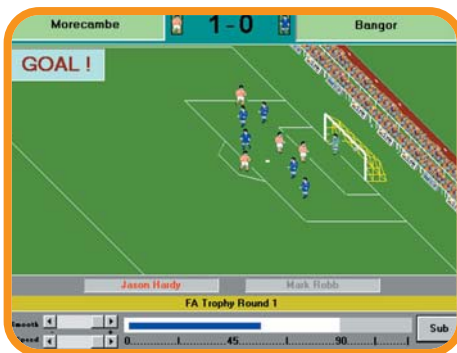 Morecambe 1 - 0 Bangor
GOAL !
Jason Hardy Mark Robb
FA Trophy Round 1
Smooth
Speed 0 45 90 Sub